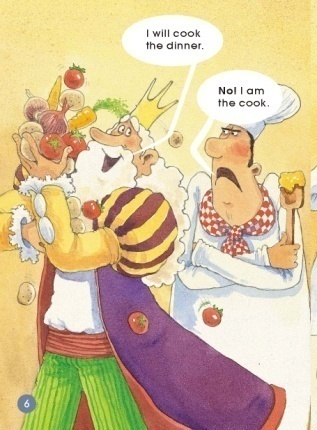 I will cook
the dinner.
No! I am
the cook.
6